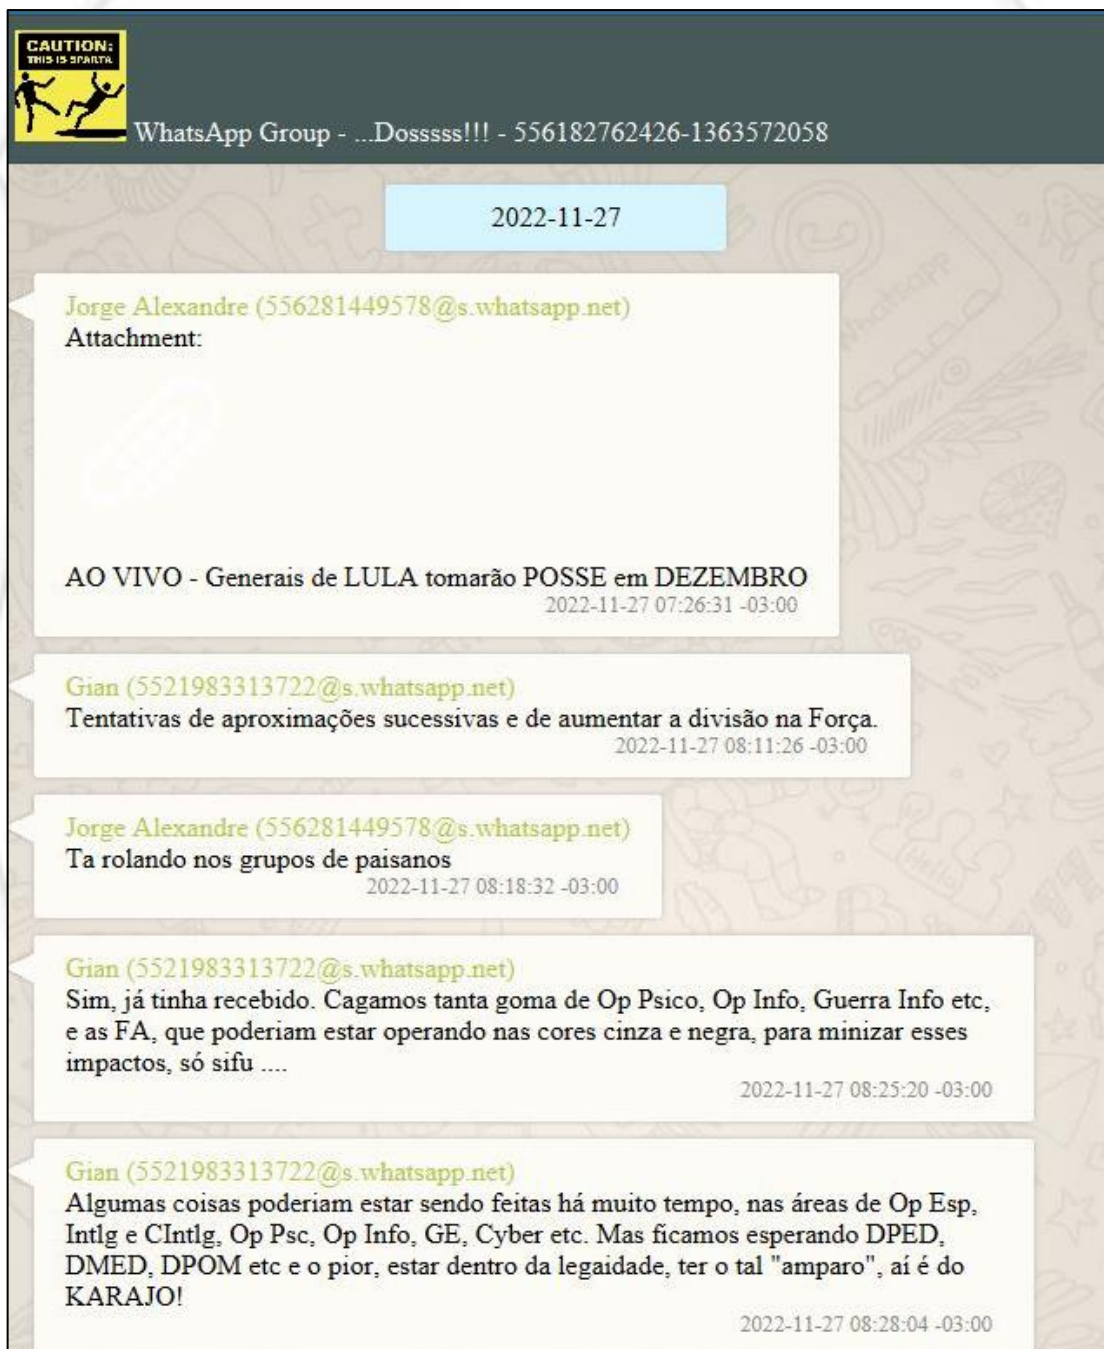 CAUTION:
THIS IS SPARTA
WhatsApp Group - ...Dosssss!!! - 556182762426-1363572058
2022-11-27
Jorge Alexandre (556281449578@s.whatsapp.net)
Attachment:
AO VIVO - Generais de LULA tomarão POSSE em DEZEMBRO
2022-11-27 07:26:31 -03:00
Gian (5521983313722@s.whatsapp.net)
Tentativas de aproximações sucessivas e de aumentar a divisão na Força.
2022-11-27 08:11:26 -03:00
Jorge Alexandre (556281449578@s.whatsapp.net)
Ta rolando nos grupos de paisanos
2022-11-27 08:18:32 -03:00
Gian (5521983313722@s.whatsapp.net)
Sim, já tinha recebido. Cagamos tanta goma de Op Psico, Op Info, Guerra Info etc,
e as FA, que poderiam estar operando nas cores cinza e negra, para minizar esses
impactos, só sifu ....
2022-11-27 08:25:20 -03:00
Gian (5521983313722@s.whatsapp.net)
Algumas coisas poderiam estar sendo feitas há muito tempo, nas áreas de Op Esp,
Intlg e CIntlg, Op Psc, Op Info, GE, Cyber etc. Mas ficamos esperando DPED,
DMED, DPOM etc e o pior, estar dentro da legaidade, ter o tal "amparo", aí é do
KARAJO!
2022-11-27 08:28:04 -03:00